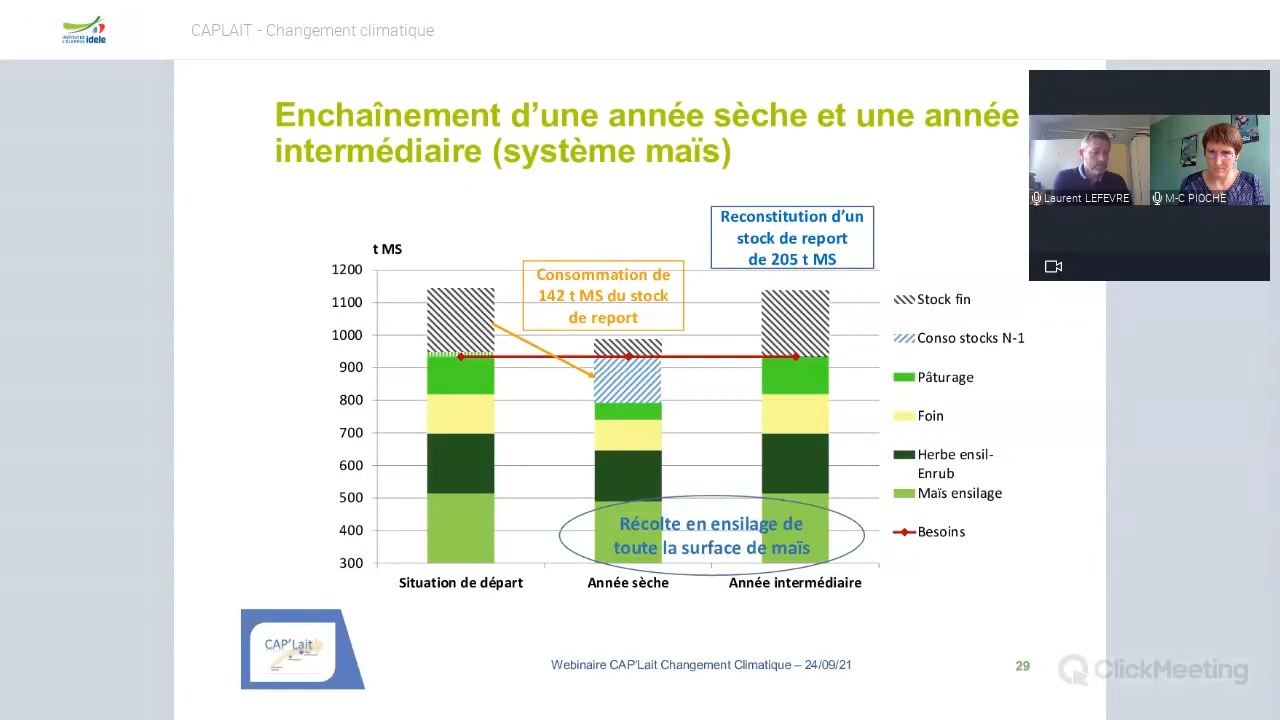 INSTITUT DE
L'ELEVAGE idele
CAPLAIT - Changement climatique
Enchaînement d'une année sèche et une année
intermédiaire (système maïs)
Laurent LEFEVRE
M-C PIOCHE
Reconstitution d'un
stock de report
de 205 t MS
t MS
Consommation de
142 t MS du stock
de report
1200
1100
1000
900
800
700
600
500
400
300
Stock fin
Conso stocks N-1
Pâturage
Foin
Herbe ensil-
Enrub
Maïs ensilage
Besoins
Récolte en ensilage de
toute la surface de maïs
Situation de départ
Année sèche
Année intermédiaire
CAP'Lait
Webinaire CAP'Lait Changement Climatique – 24/09/21
29
ClickMeeting